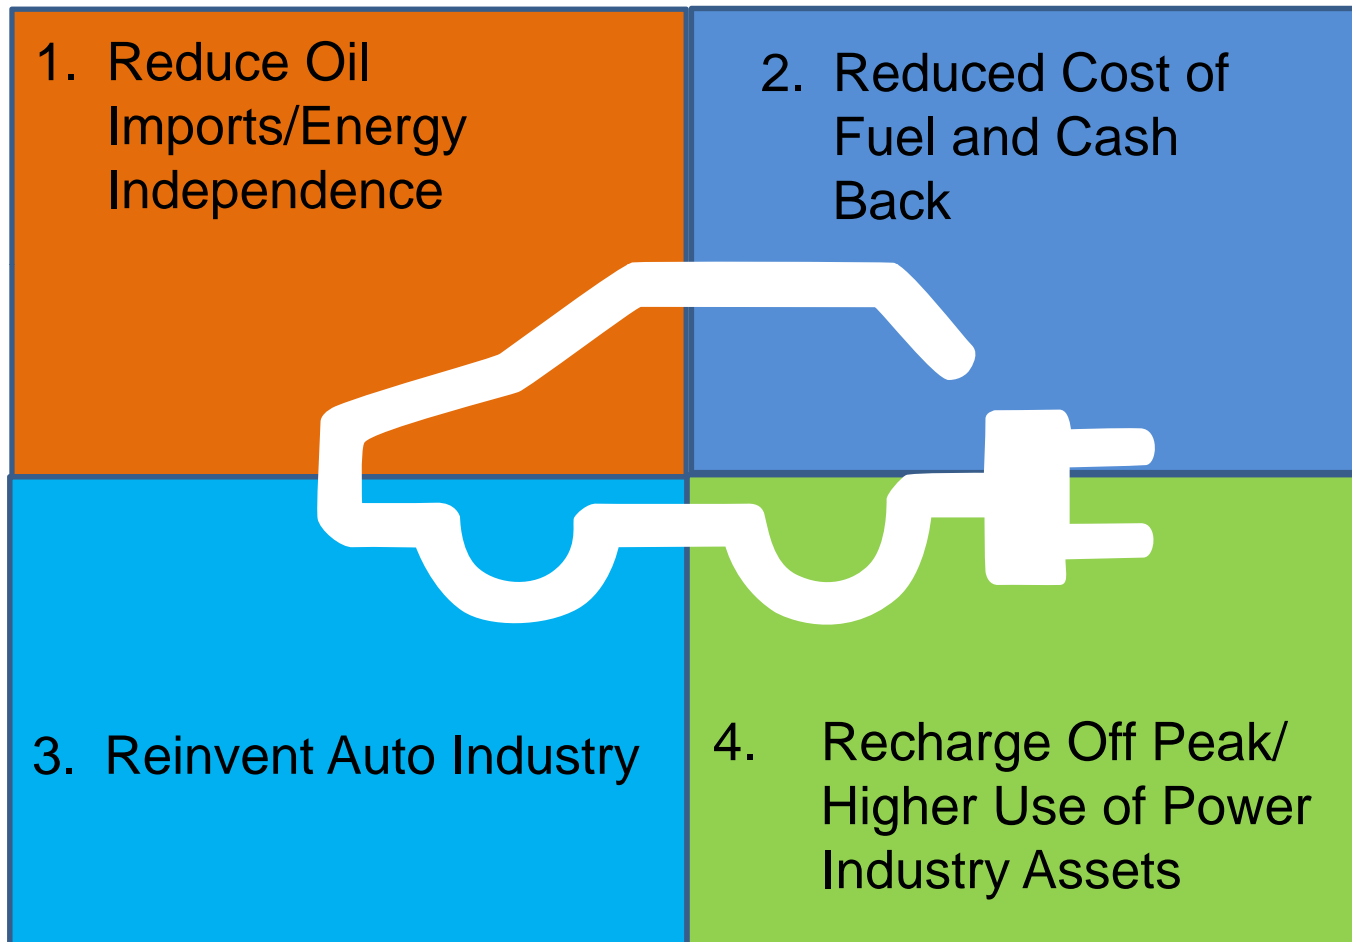 1. Reduce Oil
Imports/Energy
Independence
2. Reduced Cost of
Fuel and Cash
Back
3. Reinvent Auto Industry
4. Recharge Off Peak/
Higher Use of Power
Industry Assets